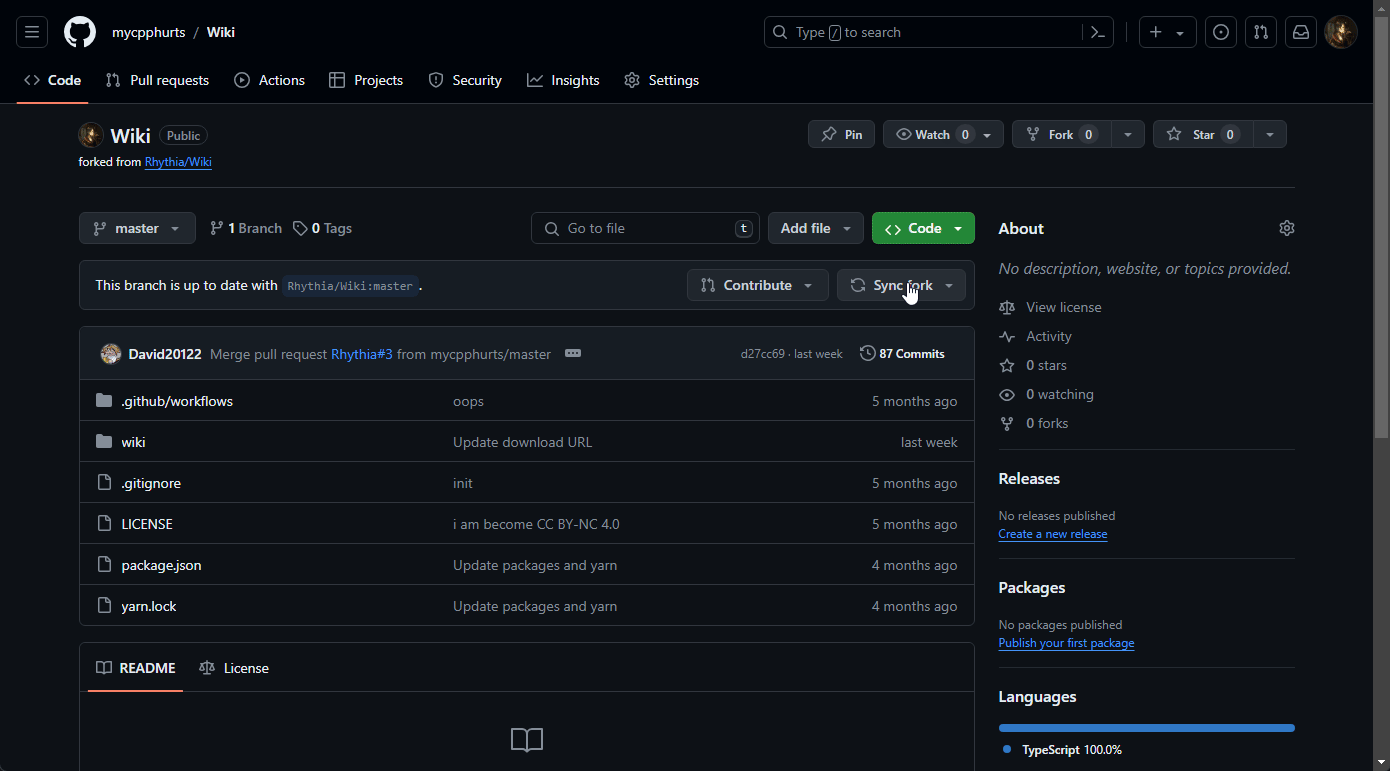 mycpphurts / Wiki
Type / to search
Code Pull requests Actions Projects Security Insights Settings
Wiki Public
Pin Watch 0 Fork 0 Star 0
forked from Rhythia/Wiki
master 1 Branch 0 Tags
Go to file t Add file Code
This branch is up to date with Rhythia/Wiki:master .
Contribute Sync fork
David20122 Merge pull request Rhythia#3 from mycpphurts/master d27cc69 · last week 87 Commits
.github/workflows oops 5 months ago
wiki Update download URL last week
.gitignore init 5 months ago
LICENSE i am become CC BY-NC 4.0 5 months ago
package.json Update packages and yarn 4 months ago
yarn.lock Update packages and yarn 4 months ago
README License
About
No description, website, or topics provided.
View license
Activity
0 stars
0 watching
0 forks
Releases
No releases published
Create a new release
Packages
No packages published
Publish your first package
Languages
TypeScript 100.0%